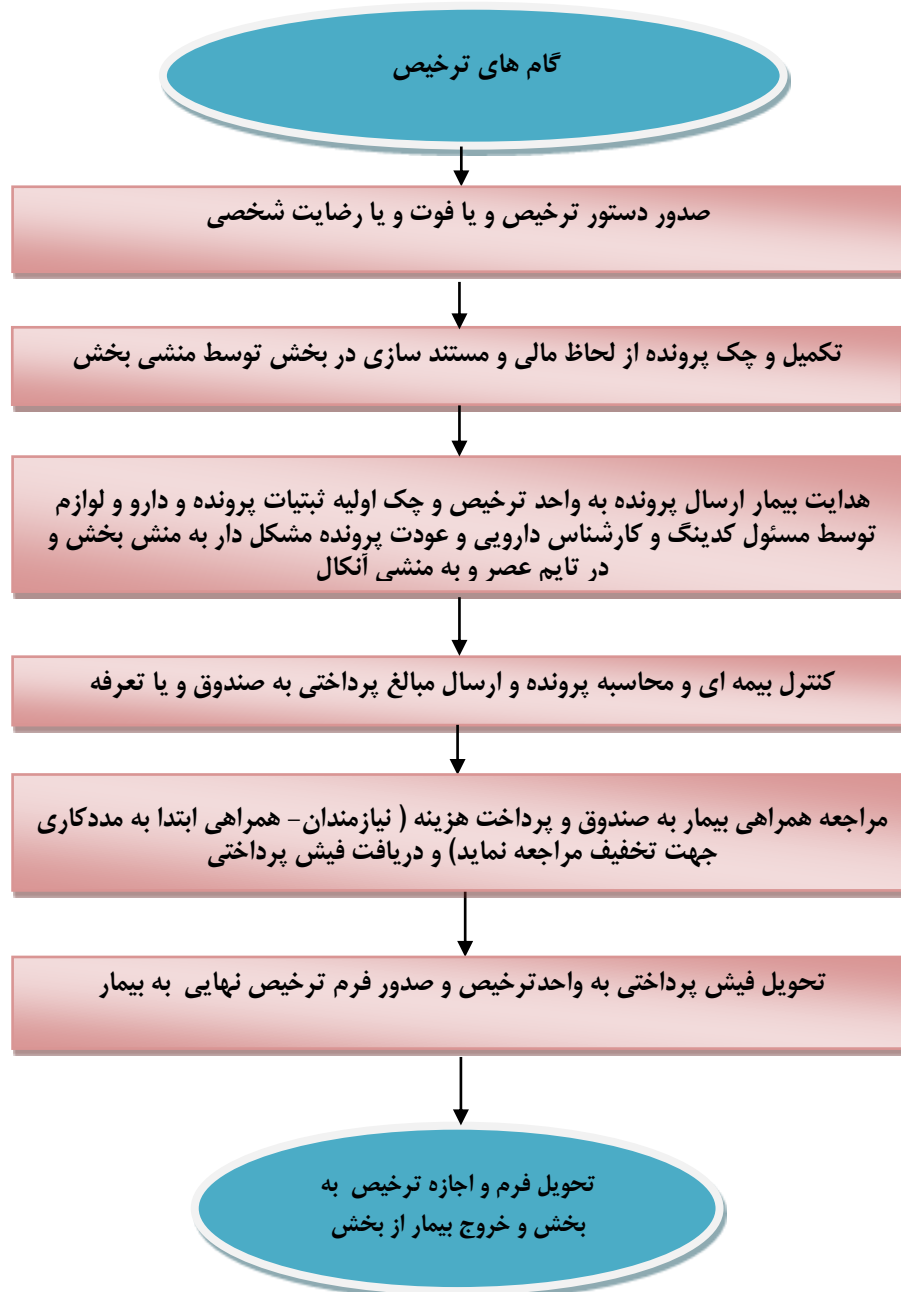 گام های ترخیص
صدور دستور ترخیص و یا فوت و یا رضایت شخصی
تکمیل و چک پرونده از لحاظ مالی و مستند سازی در بخش توسط منشی بخش
هدایت بیمار ارسال پرونده به واحد ترخیص و چک اولیه ثبتیات پرونده و دارو و لوازم
توسط مسئول کدینگ و کارشناس دارویی و عودت پرونده مشکل دار به منش بخش و
در تایم عصر و به منشی آنکال
کنترل بیمه ای و محاسبه پرونده و ارسال مبالغ پرداختی به صندوق و یا تعرفه
مراجعه همراهی بیمار به صندوق و پرداخت هزینه ( نیازمندان- همراهی ابتدا به مددکاری
جهت تخفیف مراجعه نماید) و دریافت فیش پرداختی
تحویل فیش پرداختی به واحدترخیص و صدور فرم ترخیص نهایی به بیمار
تحویل فرم و اجازه ترخیص به
بخش و خروج بیمار از بخش